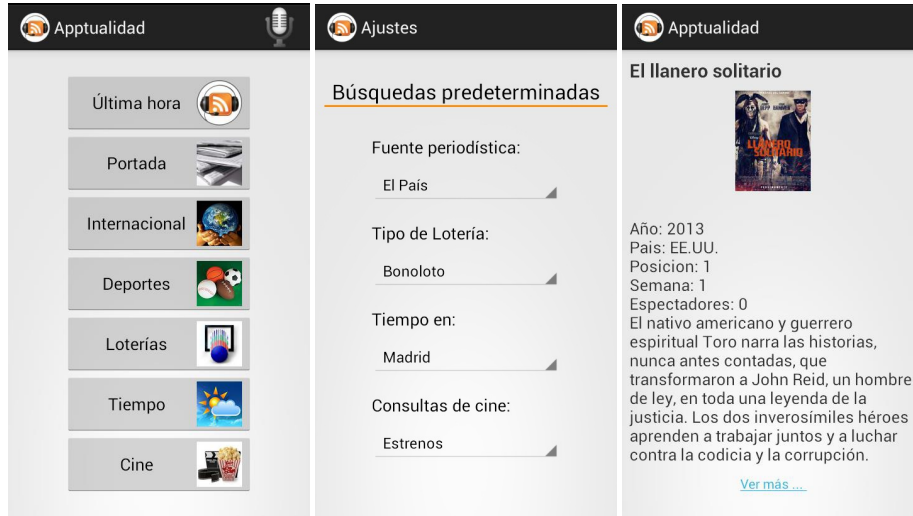 Apptualidad
Última hora
Portada
Internacional
Deportes
Loterías
Tiempo
Cine
Ajustes
Búsquedas predeterminadas
Fuente periodística:
El País
Tipo de Lotería:
Bonoloto
Tiempo en:
Madrid
Consultas de cine:
Estrenos
Apptualidad
El llanero solitario
LLANERO
SOLITARIO
Año: 2013
Pais: EE.UU.
Posicion: 1
Semana: 1
Espectadores: 0
El nativo americano y guerrero
espiritual Toro narra las historias,
nunca antes contadas, que
transformaron a John Reid, un hombre
de ley, en toda una leyenda de la
justicia. Los dos inverosímiles héroes
aprenden a trabajar juntos y a luchar
contra la codicia y la corrupción.
Ver más ...